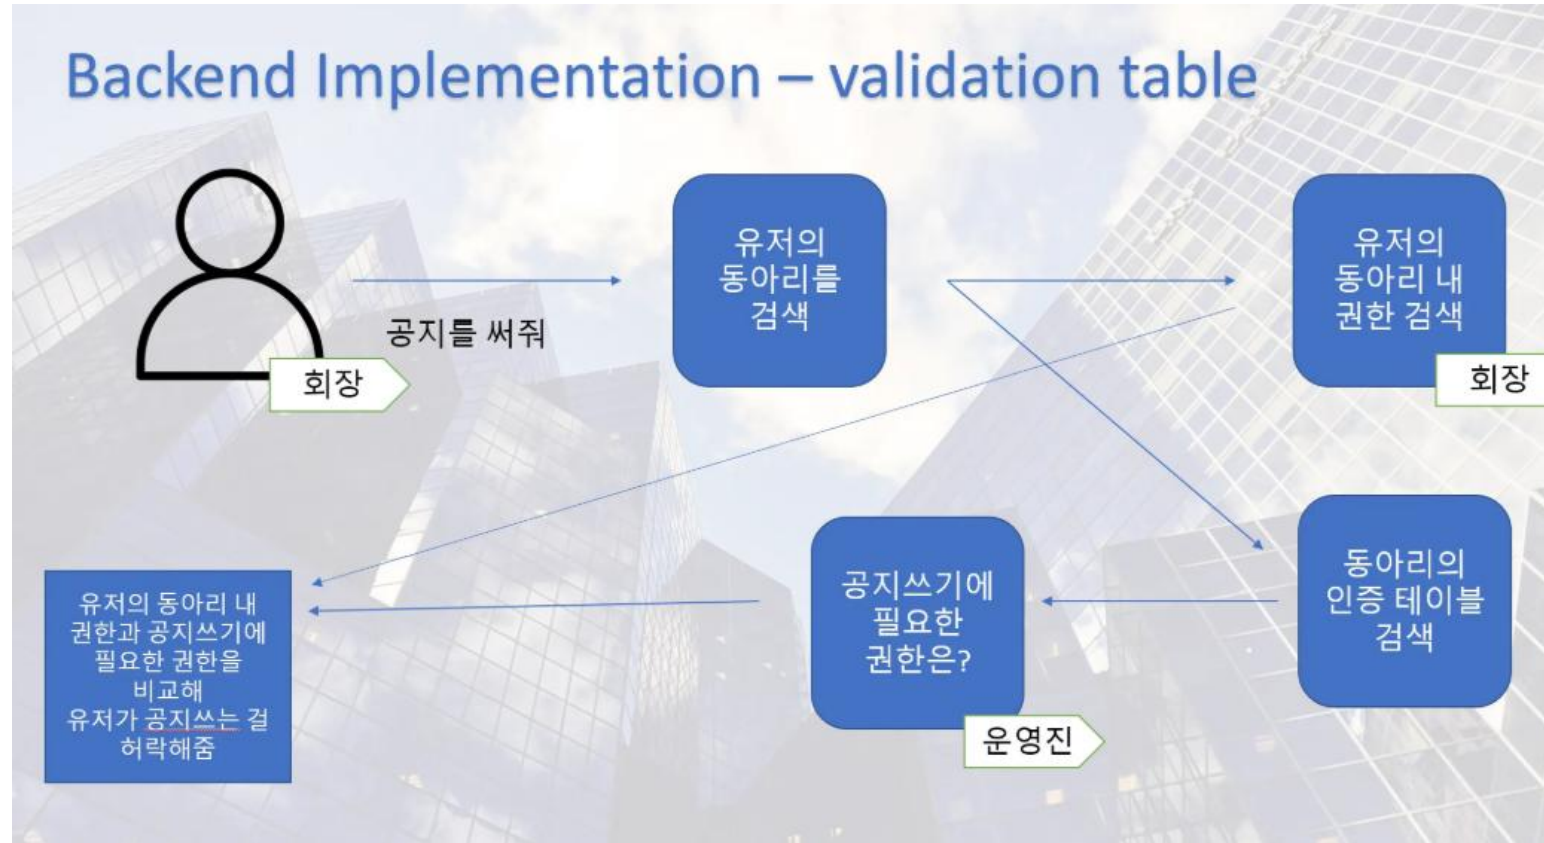 Backend Implementation – validation table
회장
공지를 써줘
유저의
동아리를
검색
유저의
동아리 내
권한 검색
회장
동아리의
인증 테이블
검색
공지쓰기에
필요한
권한은?
운영진
유저의 동아리 내
권한과 공지쓰기에
필요한 권한을
비교해
유저가 공지쓰는 걸
허락해줌